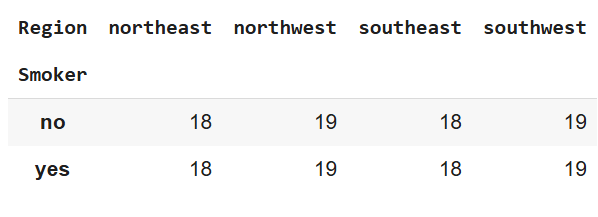 Region northeast northwest southeast southwest
Smoker
no 18 19 18 19
yes 18 19 18 19